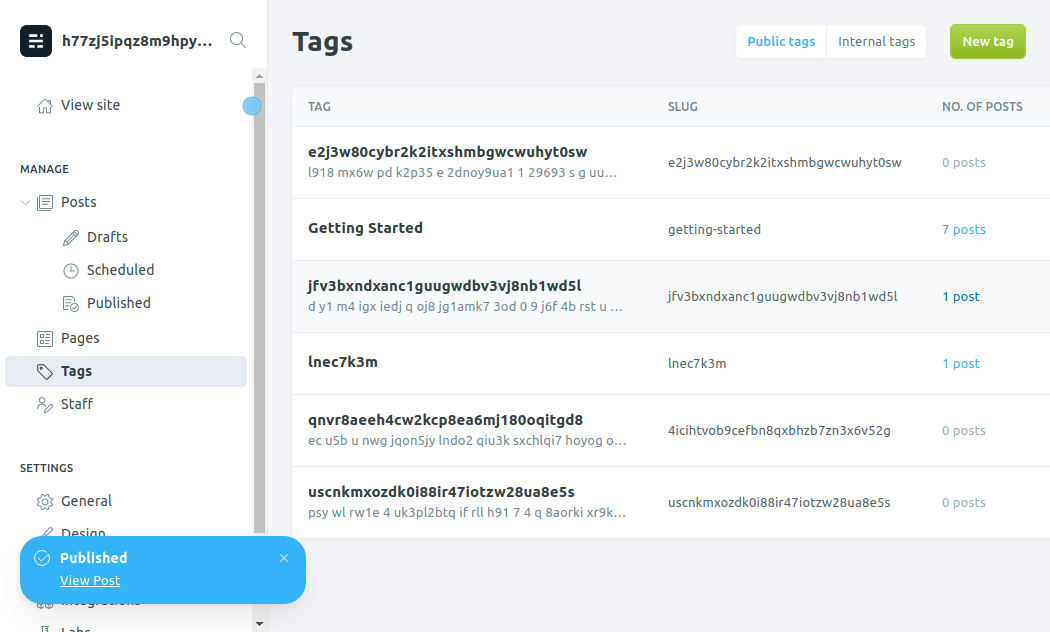 h77zj5ipqz8m9hpy...
View site
MANAGE
Posts
Drafts
Scheduled
Published
Pages
Tags
Staff
SETTINGS
General
Design
Integrations
Labs
Published
View Post
Tags
Public tags
Internal tags
New tag
TAG SLUG NO. OF POSTS
e2j3w80cybr2k2itxshmbgwcwuhyt0sw
l918 mx6w pd k2p35 e 2dnoy9ua1 1 29693 s g uu...
e2j3w80cybr2k2itxshmbgwcwuhyt0sw
0 posts
Getting Started
getting-started
7 posts
jfv3bxndxanc1guugwdbv3vj8nb1wd5l
d y1 m4 igx iedj q oj8 jg1amk7 3od 0 9 j6f 4b rst u ...
jfv3bxndxanc1guugwdbv3vj8nb1wd5l
1 post
lnec7k3m
lnec7k3m
1 post
qnvr8aeeh4cw2kcp8ea6mj180oqitgd8
ec u5b u nwg jqon5jy lndo2 qiu3k sxchlqi7 hoyog o...
4icihtvob9cefbn8qxbhzb7zn3x6v52g
0 posts
uscnkmxozdk0i88ir47iotzw28ua8e5s
psy wl rw1e 4 uk3pl2btq if rll h91 7 4 q 8aorki xr9k...
uscnkmxozdk0i88ir47iotzw28ua8e5s
0 posts